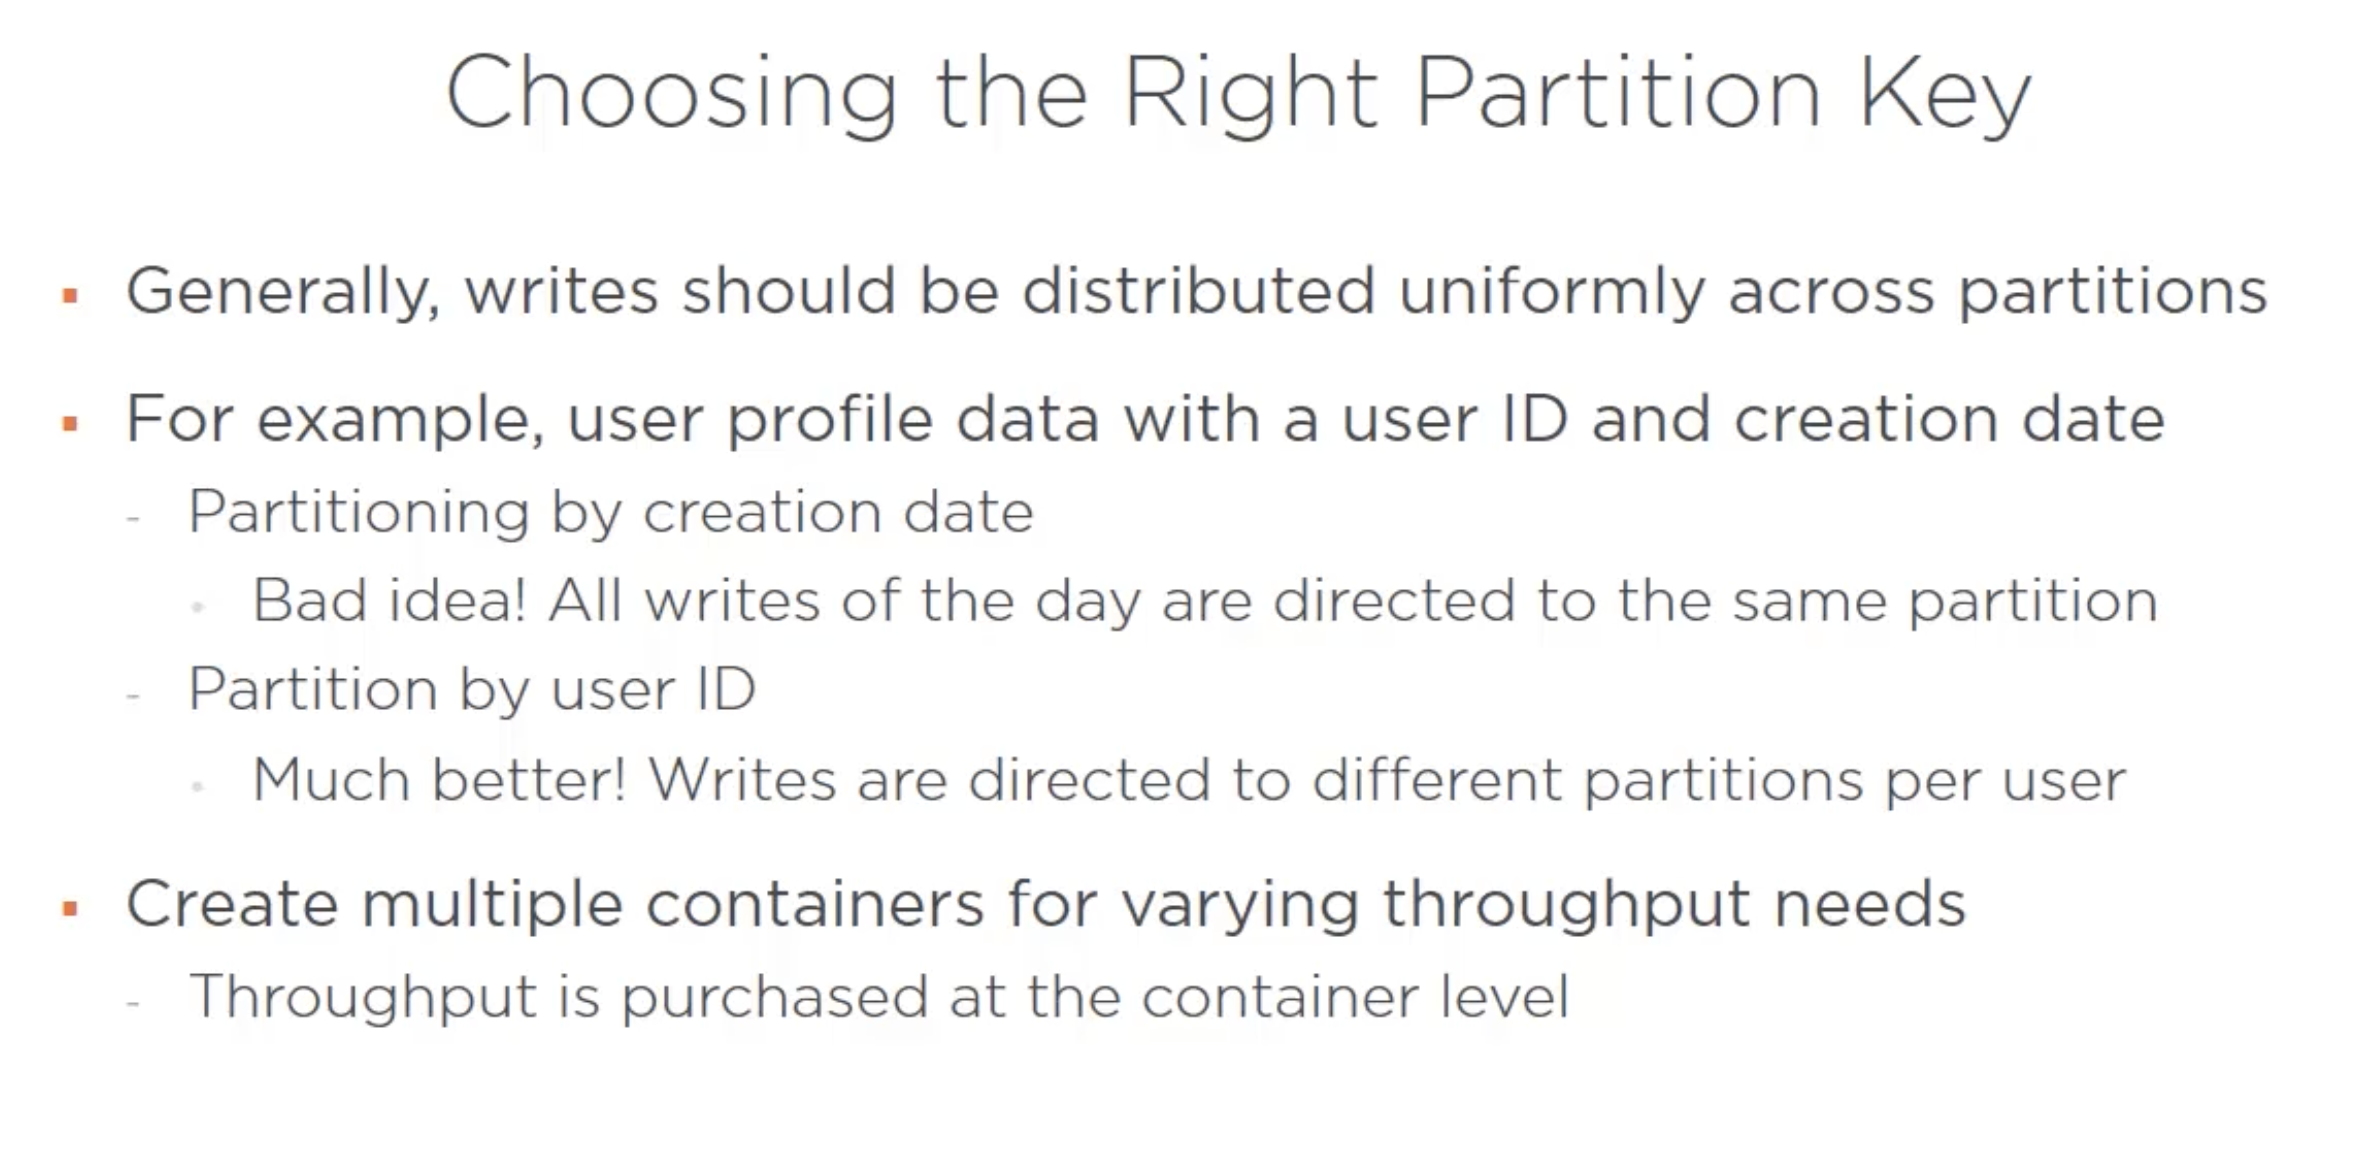 Choosing the Right Partition Key
▪ Generally, writes should be distributed uniformly across partitions
▪ For example, user profile data with a user ID and creation date
- Partitioning by creation date
• Bad idea! All writes of the day are directed to the same partition
- Partition by user ID
• Much better! Writes are directed to different partitions per user
▪ Create multiple containers for varying throughput needs
- Throughput is purchased at the container level